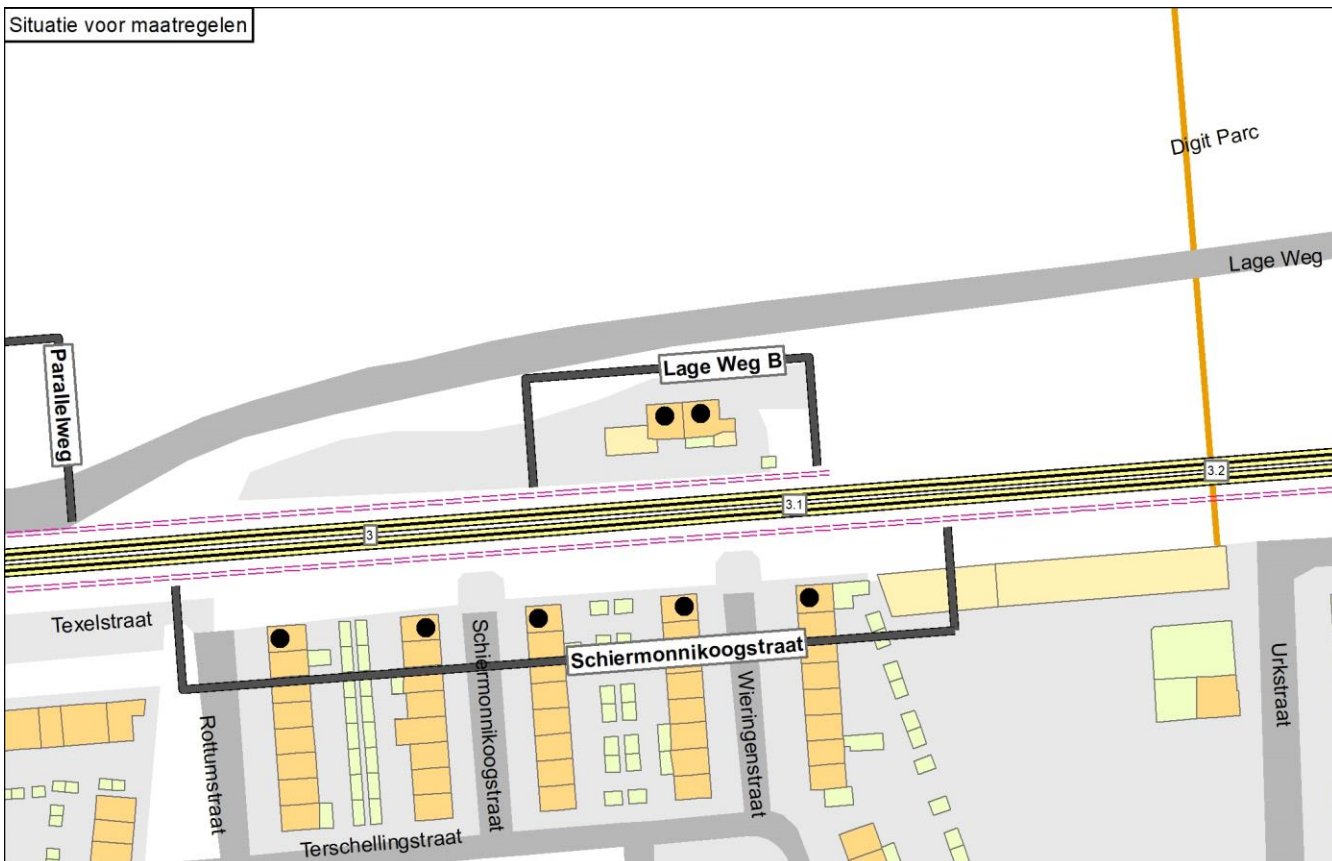 Situatie voor maatregelen
Digit Parc
Lage Weg
Parallelweg
Lage Weg B
3.2
3.1
3
Texelstraat
Schiermonnikoogstraat
Schiermonnikoogstraat
Wieringenstraat
Urkstraat
Rottumstraat
Terschellingstraat